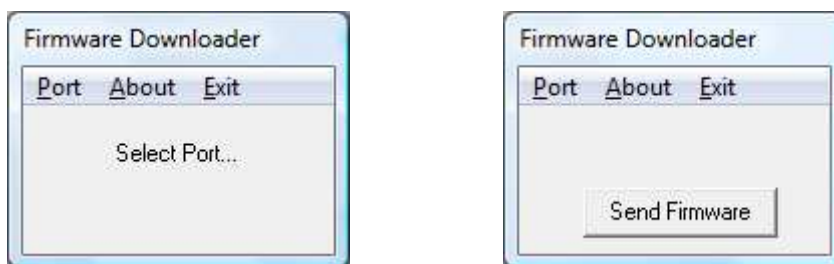 Firmware Downloader
Port About Exit
Select Port...
Firmware Downloader
Port About Exit
Send Firmware